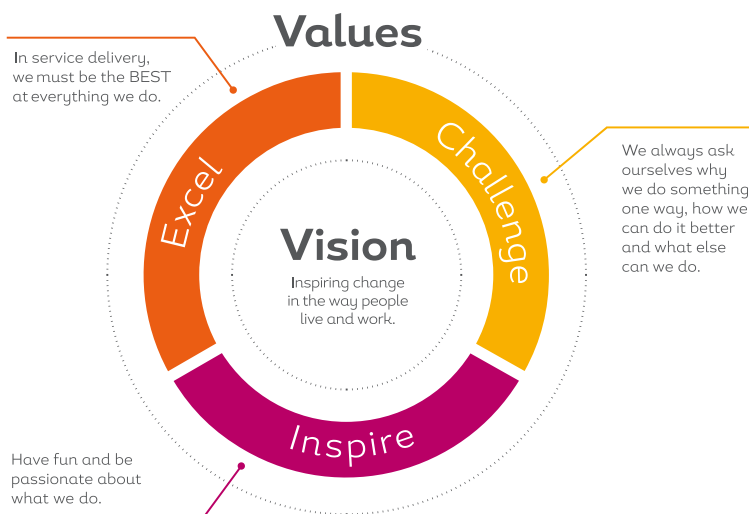 Values
In service delivery,
we must be the BEST
at everything we do.
Excel
Challenge
We always ask
ourselves why
we do something
one way, how we
can do it better
and what else
can we do.
Vision
Inspiring change
in the way people
live and work.
Inspire
Have fun and be
passionate about
what we do.